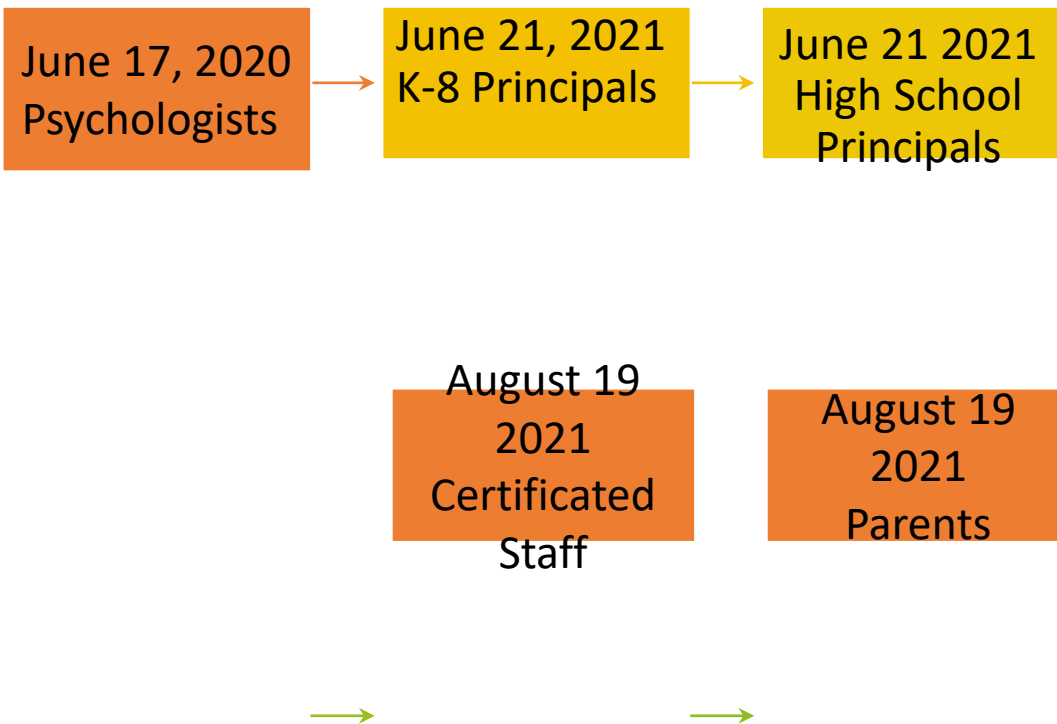 June 17, 2020
Psychologists
June 21, 2021
K-8 Principals
June 21 2021
High School
Principals
August 19
2021
Certificated
Staff
August 19
2021
Parents